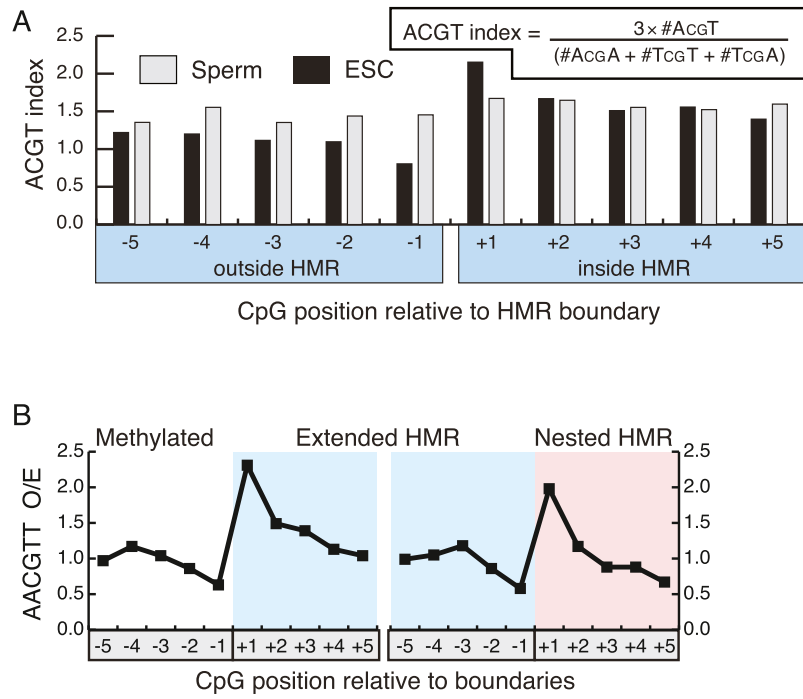 A
ACGT index = 3 × #ACGT
(#ACGA + #TCGT + #TCGA)
2.5
2.0
1.5
1.0
0.5
0.0
ACGT index
Sperm
ESC
-5 -4 -3 -2 -1 +1 +2 +3 +4 +5
outside HMR inside HMR
CpG position relative to HMR boundary
B
Methylated Extended HMR Nested HMR
2.5 2.5
2.0 2.0
1.5 1.5
1.0 1.0
0.5 0.5
0.0 0.0
AACGTT O/E
-5 -4 -3 -2 -1 +1 +2 +3 +4 +5 -5 -4 -3 -2 -1 +1 +2 +3 +4 +5
CpG position relative to boundaries